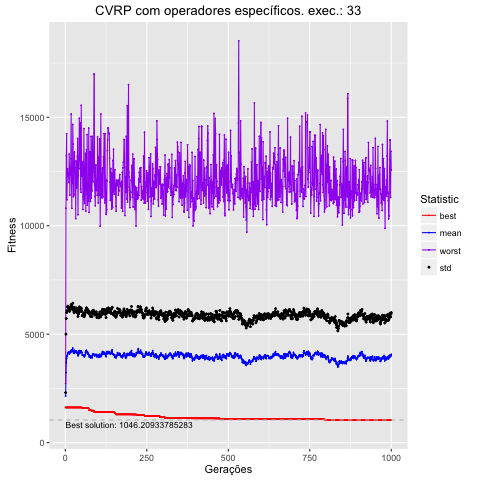 CVRP com operadores específicos. exec.: 33
Fitness
15000
10000
5000
0
Best solution: 1046.20933785283
0
250
500
750
1000
Gerações
Statistic
best
mean
worst
std